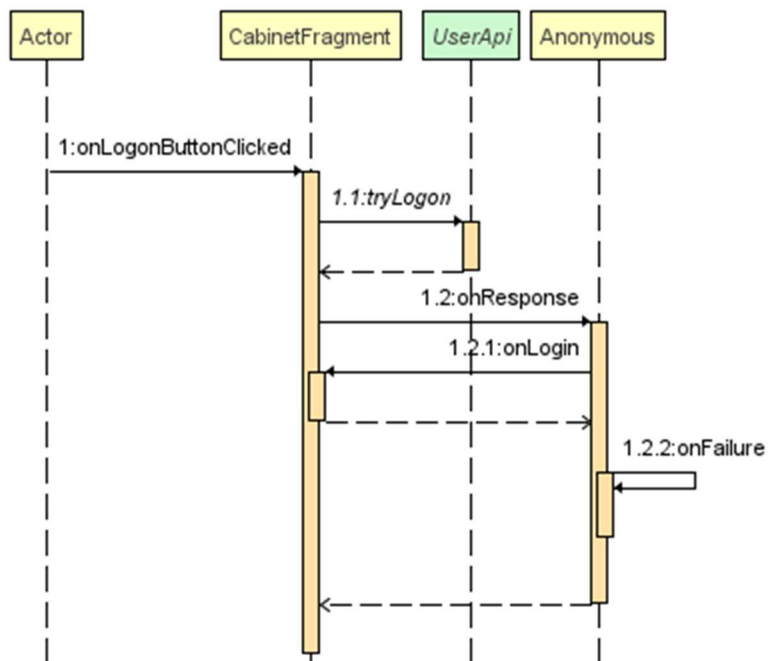 Actor
CabinetFragment
UserApi
Anonymous
1:onLogonButtonClicked
1.1:tryLogon
1.2:onResponse
1.2.1:onLogin
1.2.2:onFailure